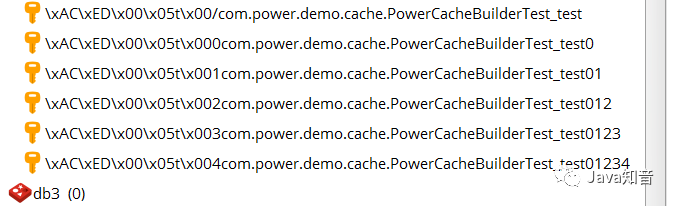 \xAC\xED\x00\x05t\x00/com.power.demo.cache.PowerCacheBuilderTest_test
\xAC\xED\x00\x05t\x000com.power.demo.cache.PowerCacheBuilderTest_test0
\xAC\xED\x00\x05t\x001com.power.demo.cache.PowerCacheBuilderTest_test01
\xAC\xED\x00\x05t\x002com.power.demo.cache.PowerCacheBuilderTest_test012
\xAC\xED\x00\x05t\x003com.power.demo.cache.PowerCacheBuilderTest_test0123
\xAC\xED\x00\x05t\x004com.power.demo.cache.PowerCacheBuilderTest_test01234
Java知音
db3 (0)